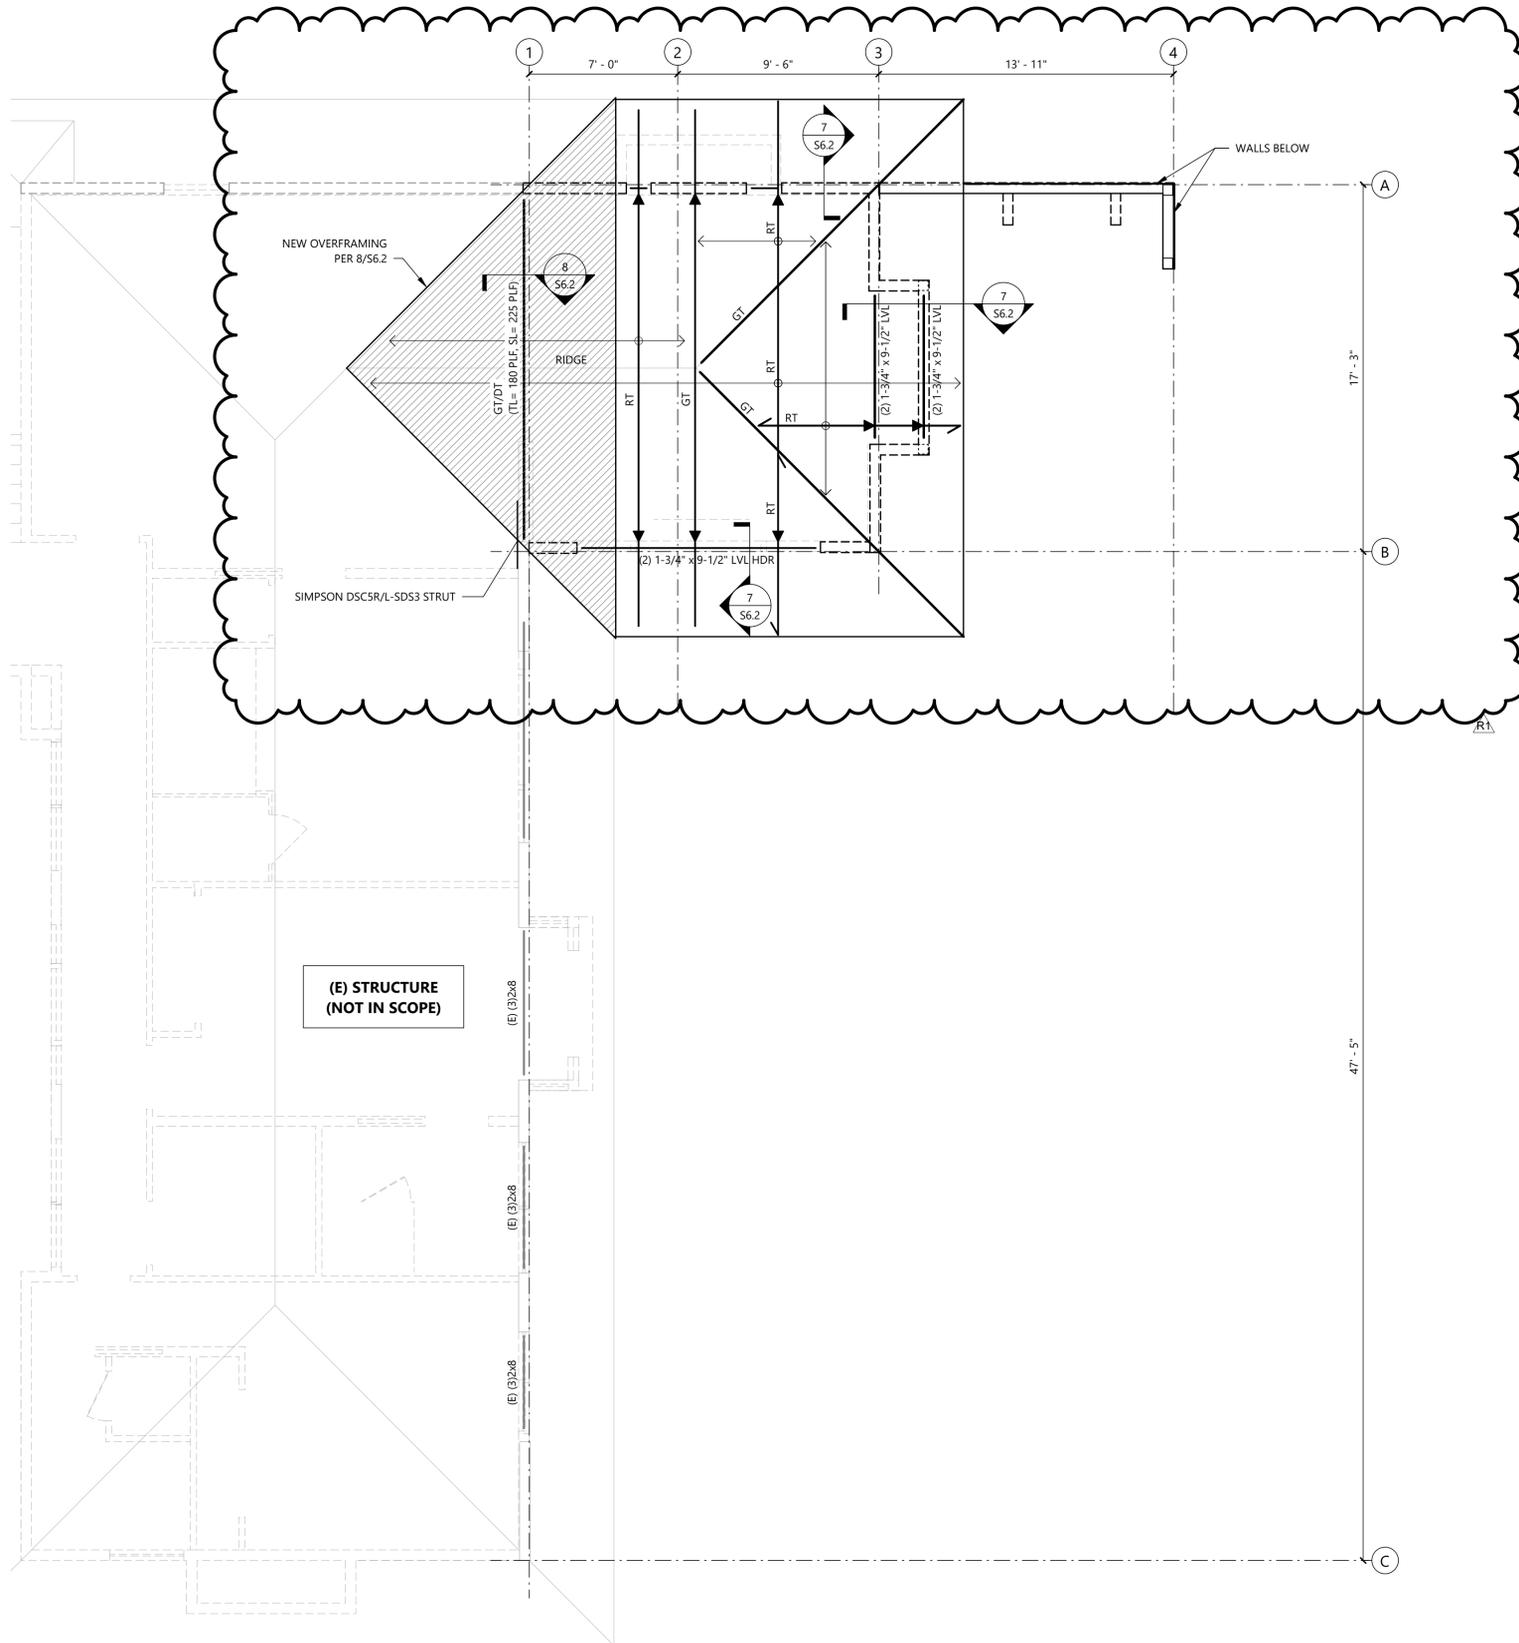 1
2
3
4
7' - 0"
9' - 6"
13' - 11"
7
S6.2
WALLS BELOW
A
NEW OVERFRAMING
PER 8/S6.2
8
S6.2
RT
7
S6.2
GT
(2) 1-3/4" x 9-1/2" LVL
(2) 1-3/4" x 9-1/2" LVL
GT/DT
(TL= 180 PLF, SL= 225 PLF)
RIDGE
RT
GT
RT
GT
RT
17' - 3"
RT
B
(2) 1-3/4" x 9-1/2" LVL HDR
SIMPSON DSC5R/L-SDS3 STRUT
7
S6.2
R1
(E) STRUCTURE
(NOT IN SCOPE)
(E) (3)2x8
47' - 5"
(E) (3)2x8
(E) (3)2x8
C